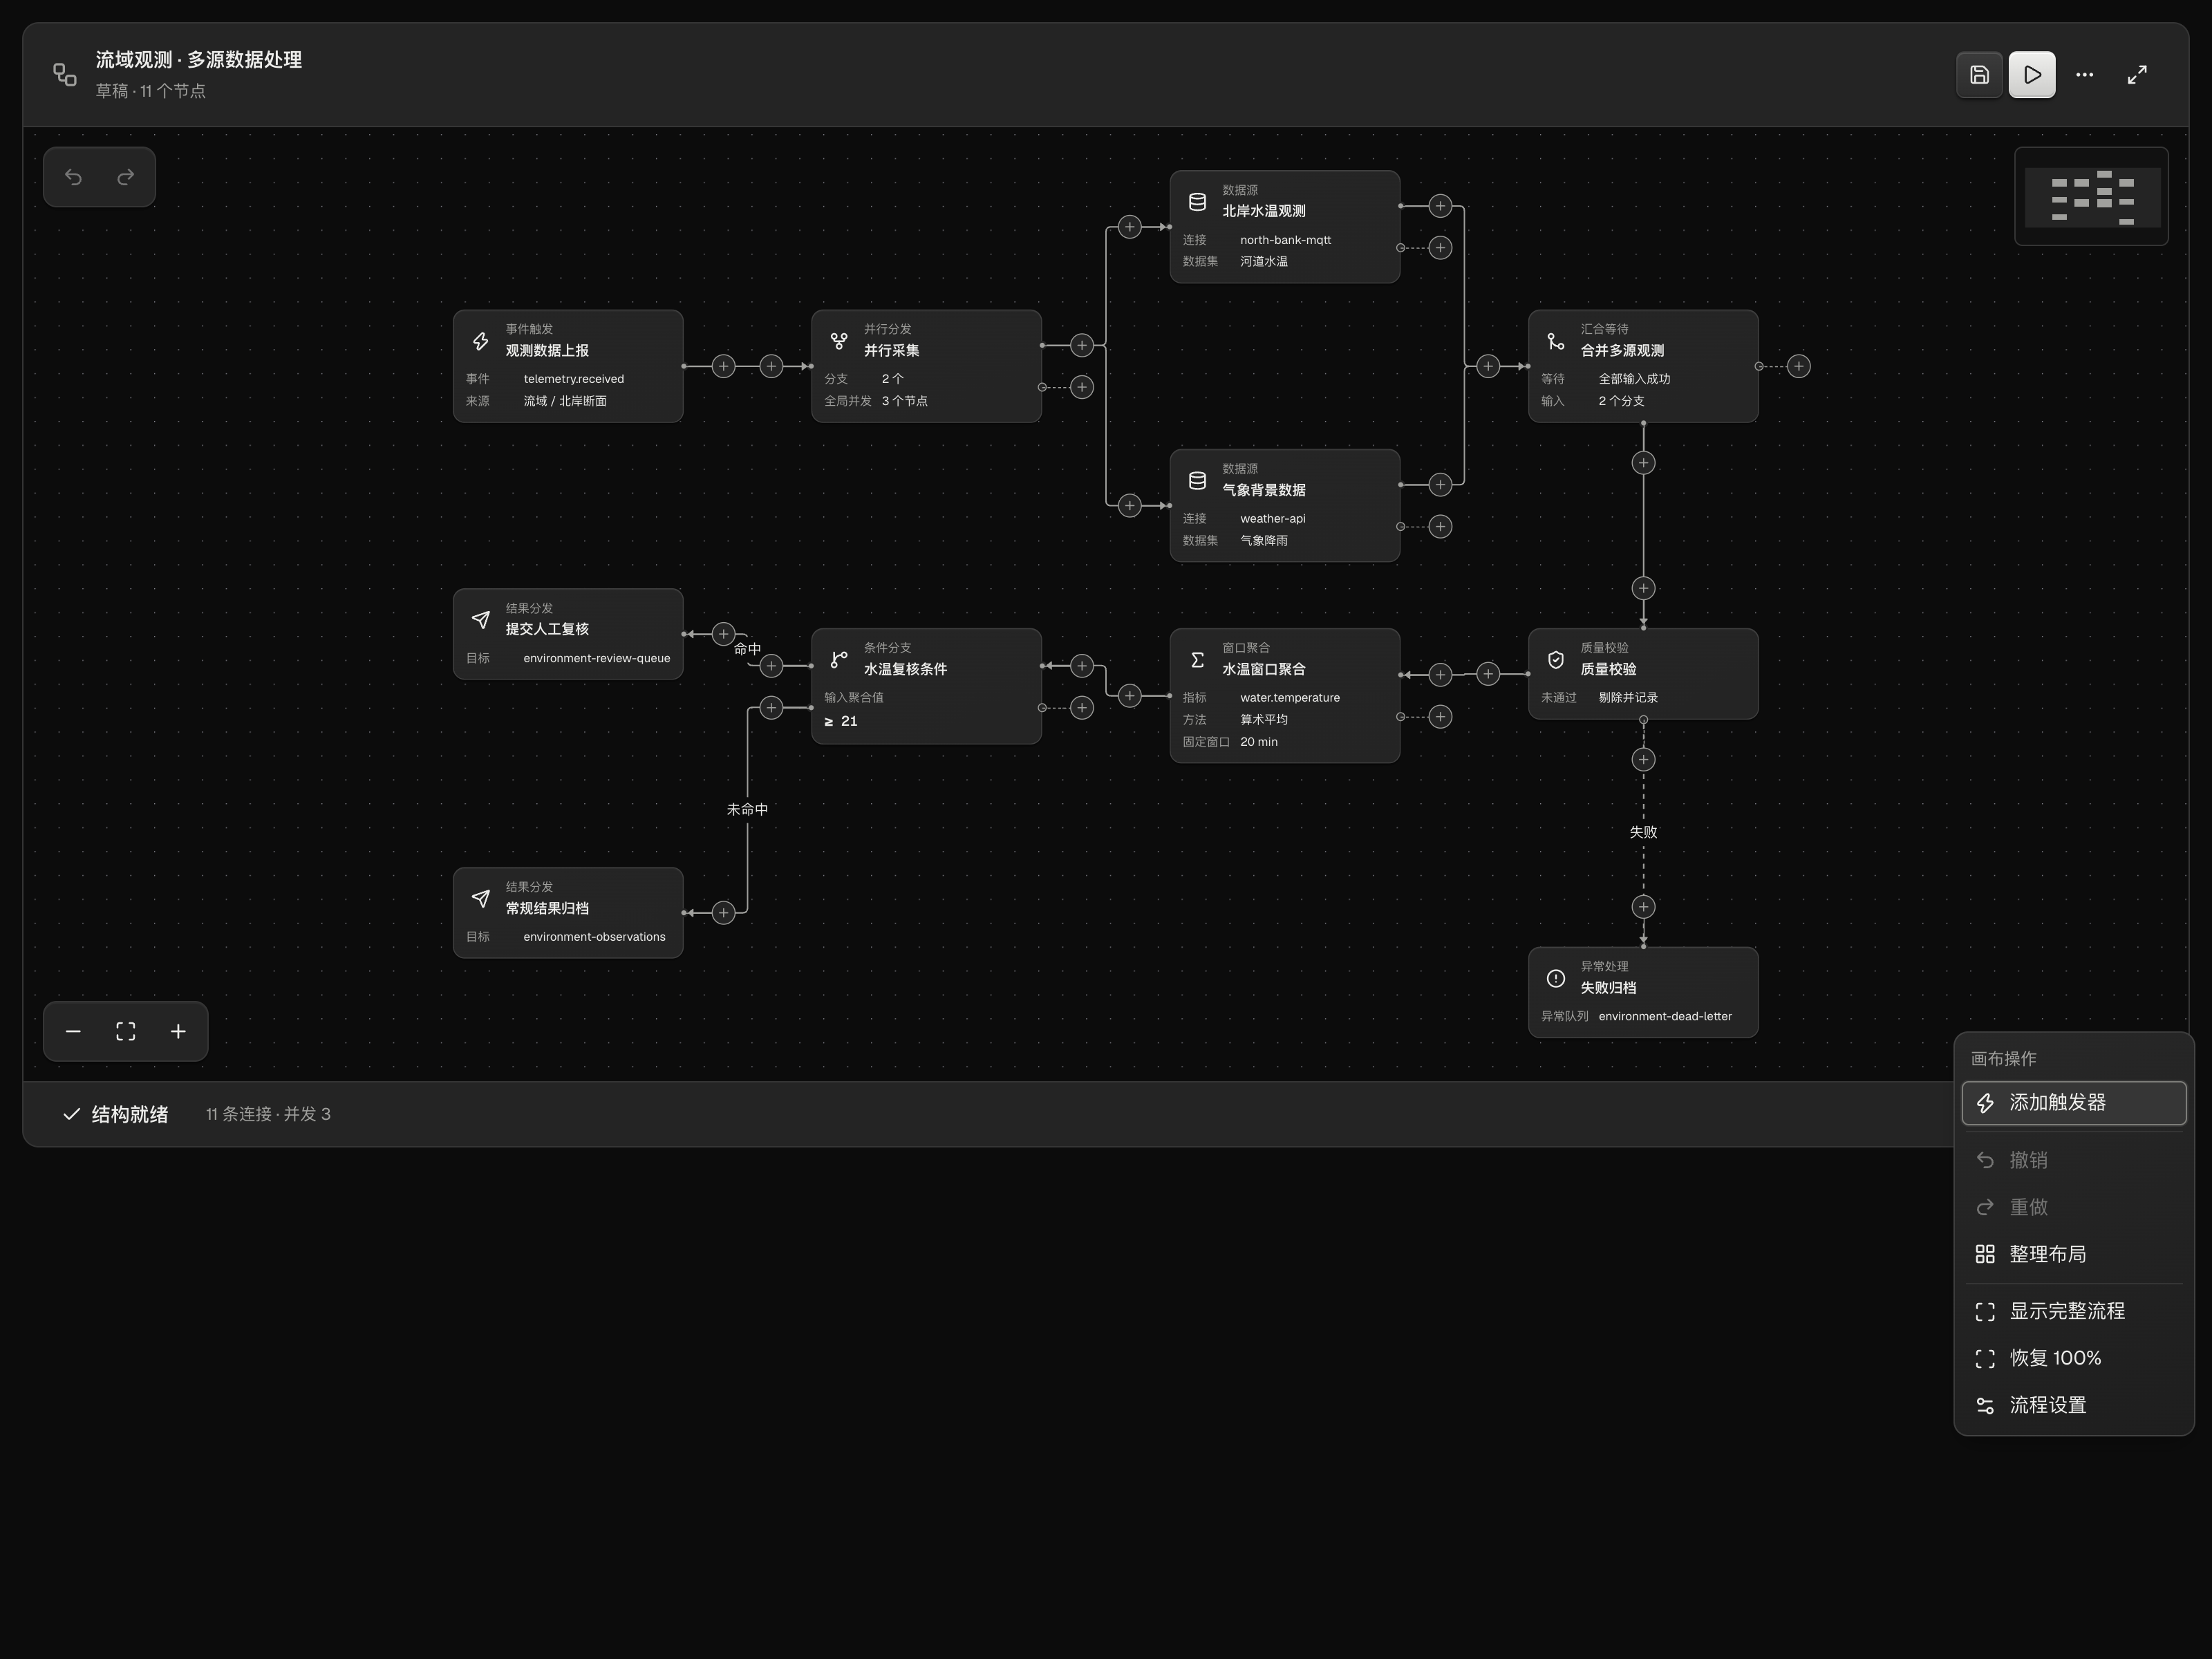 流域观测 · 多源数据处理
草稿 · 11 个节点
数据源
北岸水温观测
连接 north-bank-mqtt
数据集 河道水温
事件触发
观测数据上报
事件 telemetry.received
来源 流域 / 北岸断面
并行分发
并行采集
分支 2 个
全局并发 3 个节点
汇合等待
合并多源观测
等待 全部输入成功
输入 2 个分支
数据源
气象背景数据
连接 weather-api
数据集 气象降雨
结果分发
提交人工复核
目标 environment-review-queue
命中
条件分支
水温复核条件
输入聚合值
≥ 21
窗口聚合
水温窗口聚合
指标 water.temperature
方法 算术平均
固定窗口 20 min
质量校验
质量校验
未通过 剔除并记录
未命中
失败
结果分发
常规结果归档
目标 environment-observations
异常处理
失败归档
异常队列 environment-dead-letter
结构就绪
11 条连接 · 并发 3
画布操作
添加触发器
撤销
重做
整理布局
显示完整流程
恢复 100%
流程设置